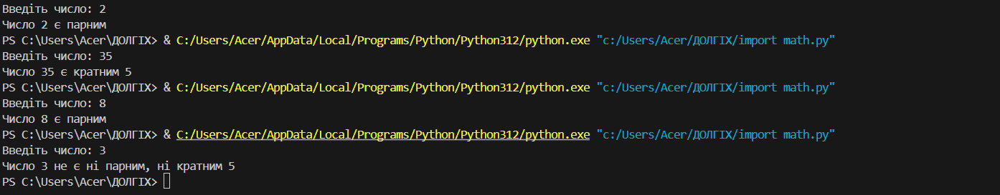 Введіть число: 2
Число 2 є парним
PS C:\Users\Acer\ДОЛГІХ> & C:/Users/Acer/AppData/Local/Programs/Python/Python312/python.exe "c:/Users/Acer/ДОЛГІХ/import math.py"
Введіть число: 35
Число 35 є кратним 5
PS C:\Users\Acer\ДОЛГІХ> & C:/Users/Acer/AppData/Local/Programs/Python/Python312/python.exe "c:/Users/Acer/ДОЛГІХ/import math.py"
Введіть число: 8
Число 8 є парним
PS C:\Users\Acer\ДОЛГІХ> & C:/Users/Acer/AppData/Local/Programs/Python/Python312/python.exe "c:/Users/Acer/ДОЛГІХ/import math.py"
Введіть число: 3
Число 3 не є ні парним, ні кратним 5
PS C:\Users\Acer\ДОЛГІХ>